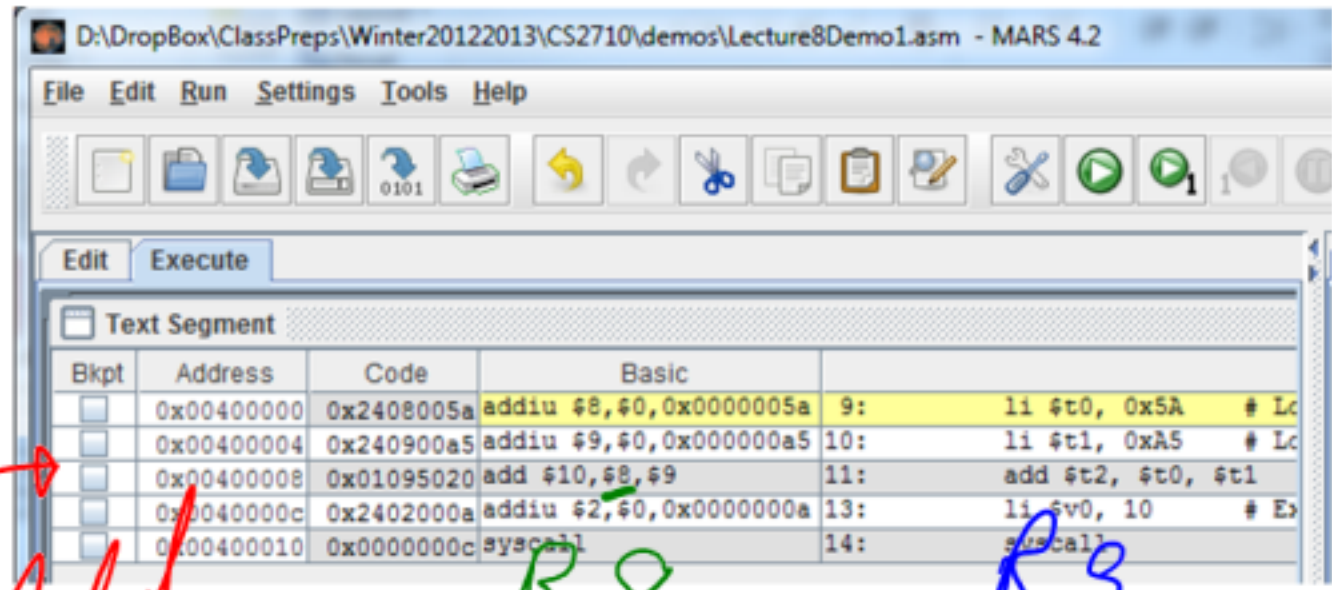 D:\DropBox\ClassPreps\Winter20122013\CS2710\demos\Lecture8Demo1.asm - MARS 4.2
File Edit Run Settings Tools Help
0101 1 1
Edit Execute
Text Segment
Bkpt Address Code Basic
0x00400000 0x2408005a addiu $8,$0,0x0000005a 9: li $t0, 0x5A #
0x00400004 0x240900a5 addiu $9,$0,0x000000a5 10: li $t1, 0xA5 #
0x00400008 0x01095020 add $10,$8,$9 11: add $t2, $t0, $t1
0x0040000c 0x2402000a addiu $2,$0,0x0000000a 13: li $v0, 10 #
0x00400010 0x0000000c syscall 14: syscall